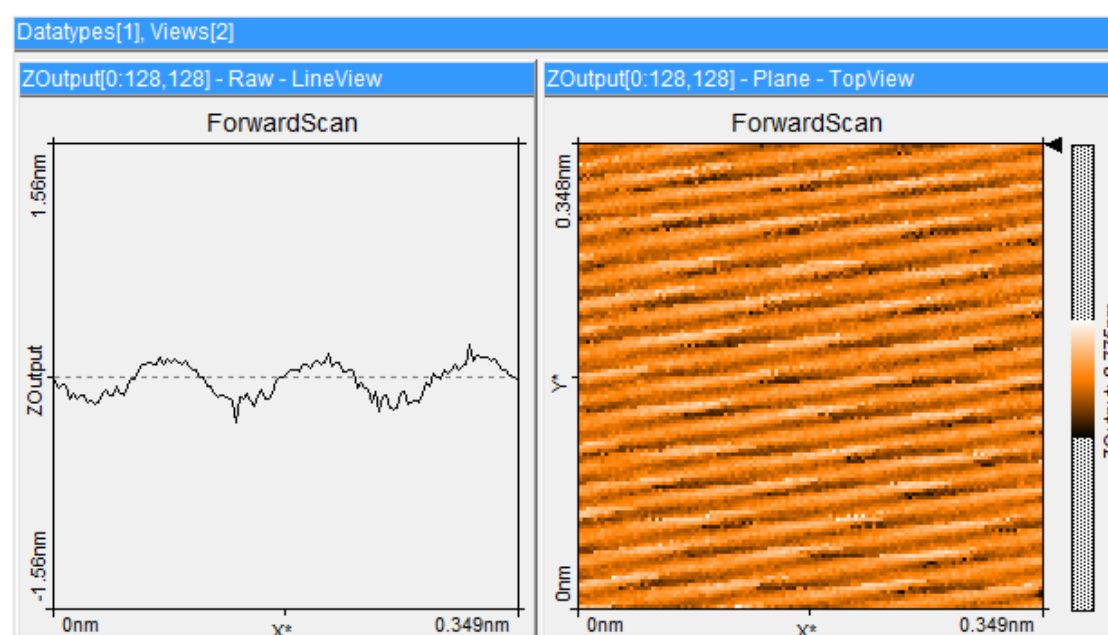 Datatypes[1], Views[2]
ZOutput[0:128,128] - Raw - LineView
ForwardScan
1.56nm
ZOutput
-1.56nm
0nm
X*
0.349nm
ZOutput[0:128,128] - Plane - TopView
ForwardScan
0.348nm
Y*
0nm
0nm
X*
0.349nm